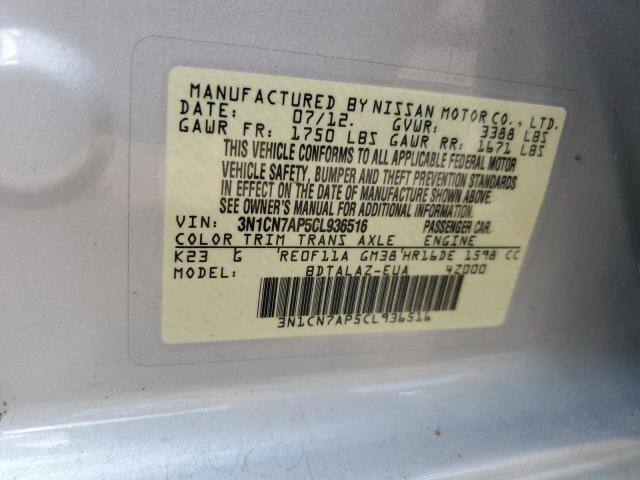 MANUFACTURED BY NISSAN MOTOR CO., LTD.
DATE: 07/12. GVWR: 3388 LBS
GAWR FR: 1750 LBS GAWR RR: 1671 LBS
THIS VEHICLE CONFORMS TO ALL APPLICABLE FEDERAL MOTOR
VEHICLE SAFETY, BUMPER AND THEFT PREVENTION STANDARDS
IN EFFECT ON THE DATE OF MANUFACTURE SHOWN ABOVE.
SEE OWNER'S MANUAL FOR ADDITIONAL INFORMATION.
VIN: 3N1CN7AP5CL936516 PASSENGER CAR.
COLOR TRIM TRANS AXLE ENGINE
K23 G 'RE0F11A GM38'HR16DE 1598 CC
MODEL: BDTALAZ-EUA 4Z000
3N1CN7AP5CL936516